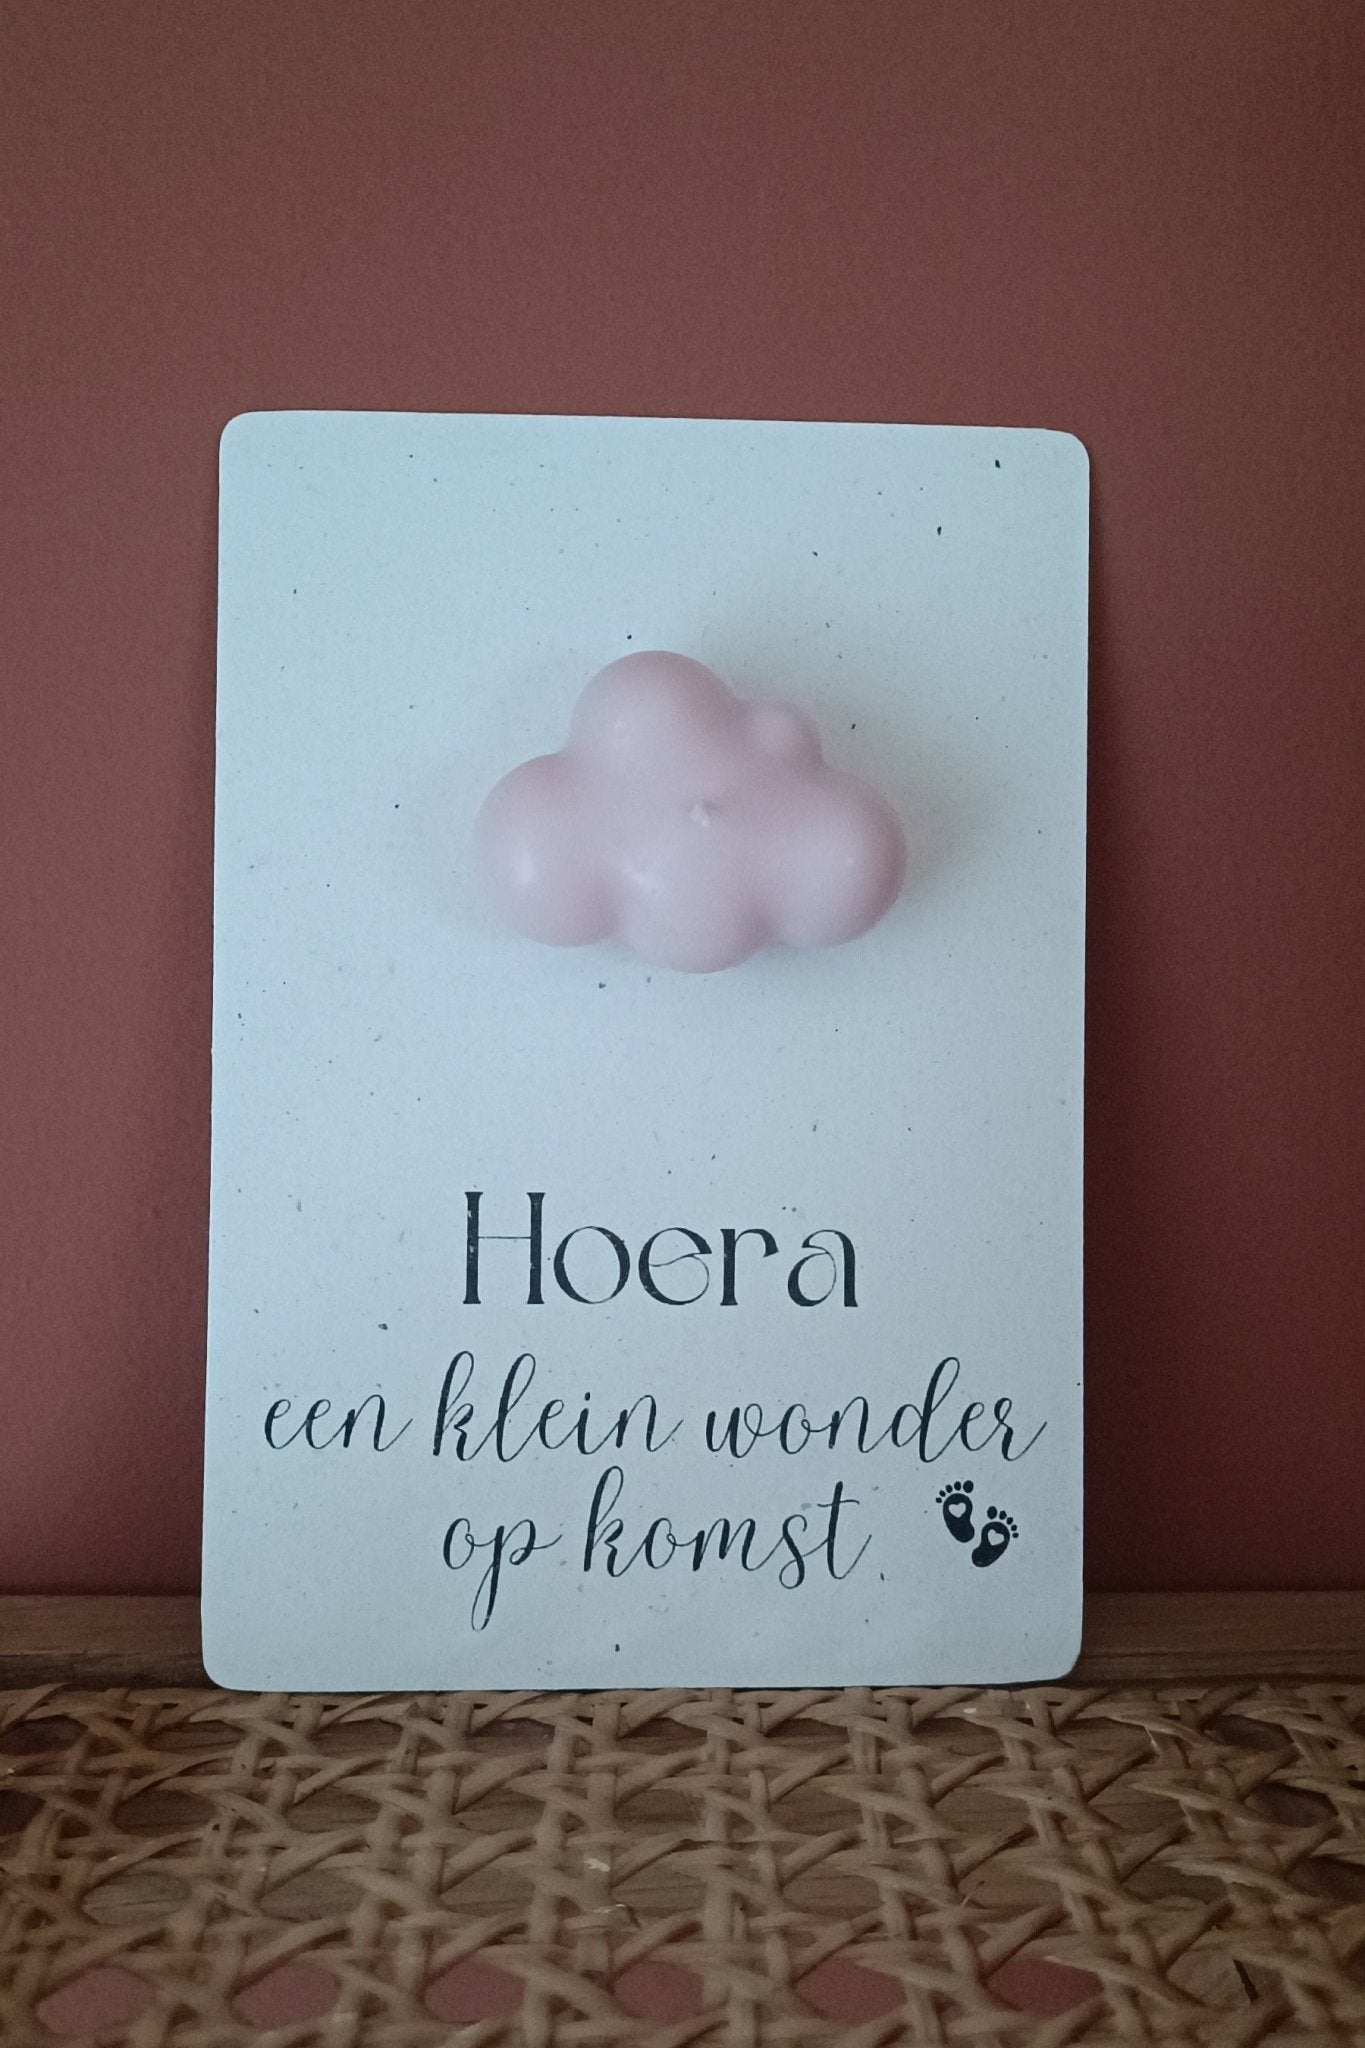 Hoera
een klein wonder
op komst.